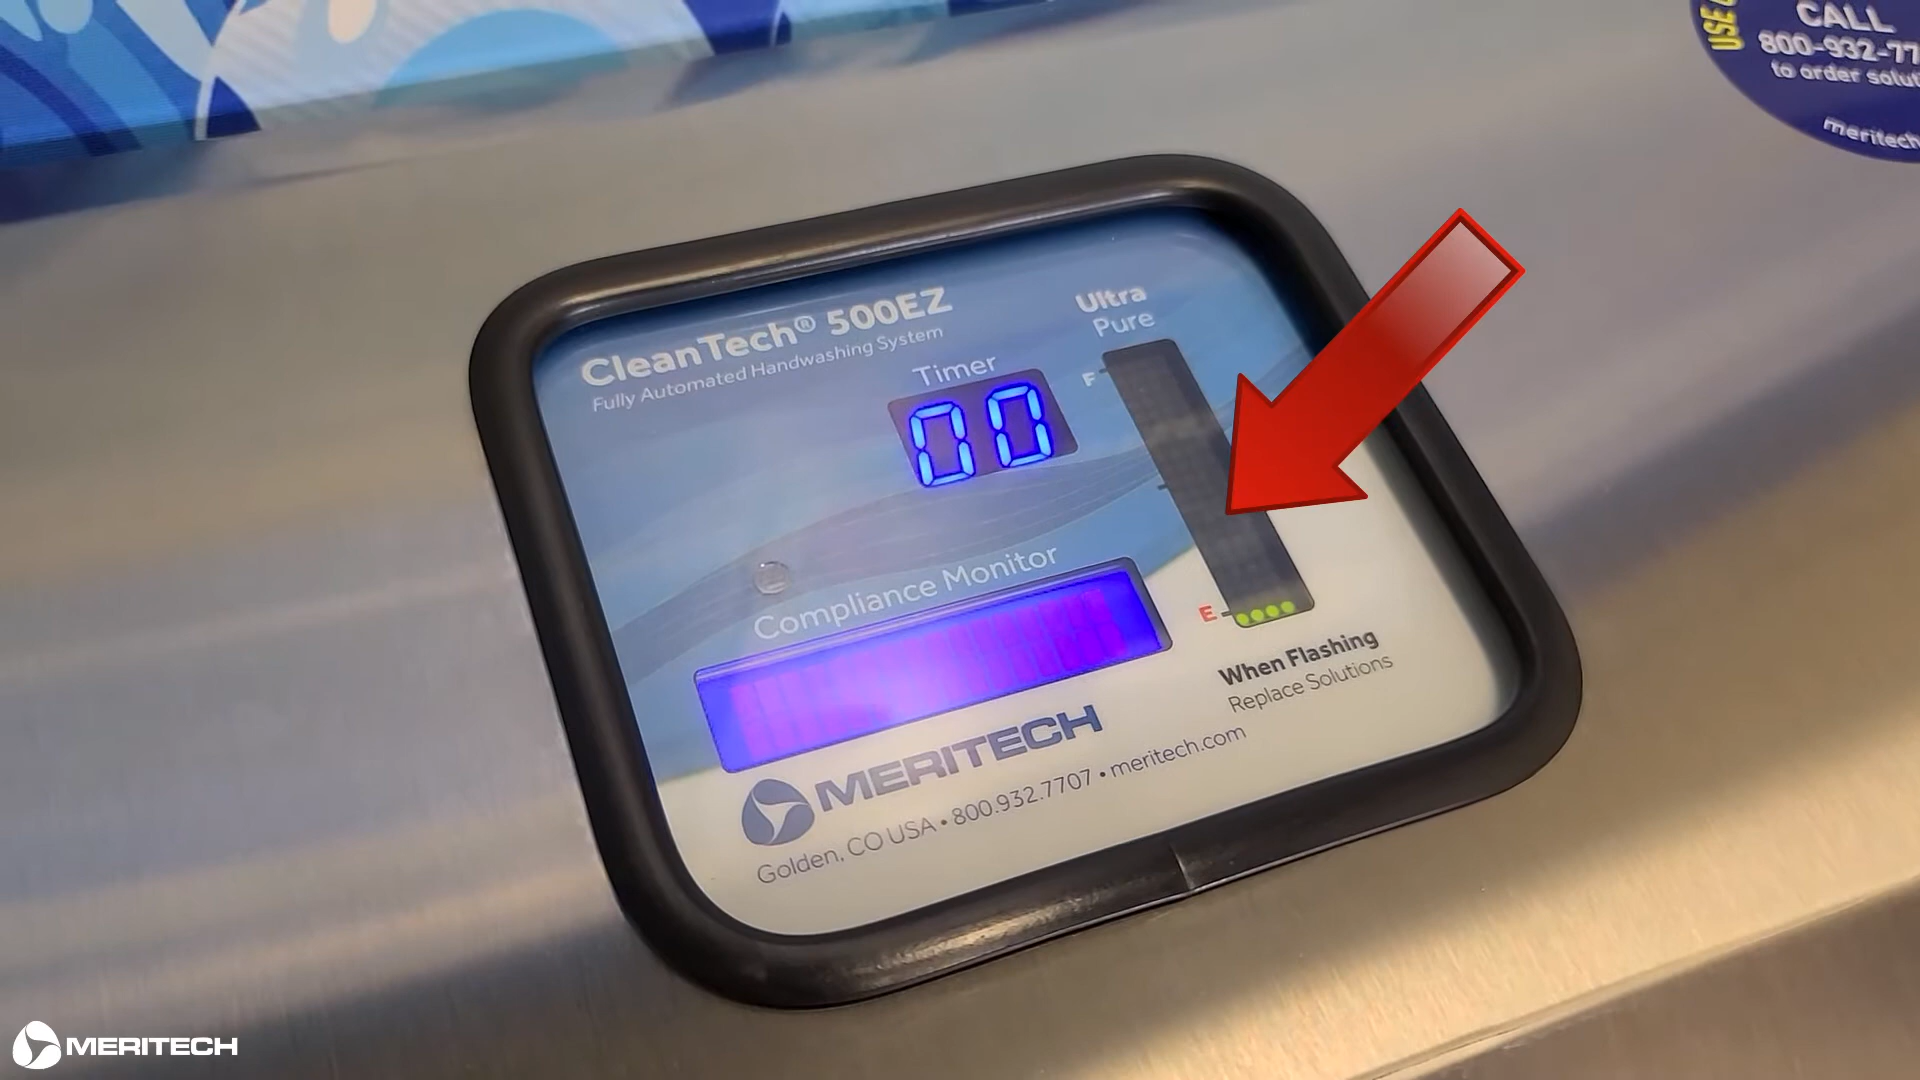 USE
CALL
800-932-77
to order solut
meritech
CleanTech® 500EZ
Fully Automated Handwashing System
Timer
00
Ultra
Pure
F
E
When Flashing
Replace Solutions
Compliance Monitor
MERITECH
Golden, CO USA • 800.932.7707 • meritech.com
MERITECH